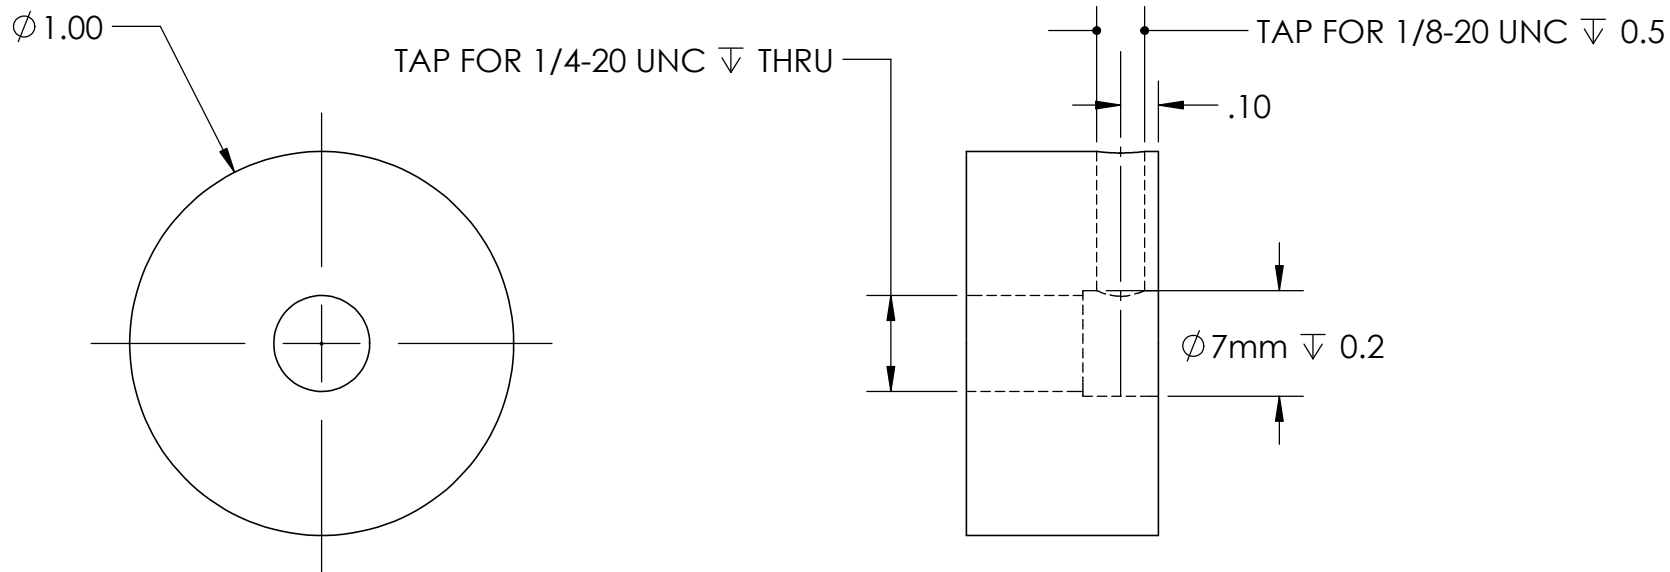 ⌀1.00
TAP FOR 1/4-20 UNC ↧ THRU
TAP FOR 1/8-20 UNC ↧ 0.5
.10
⌀7mm ↧ 0.2